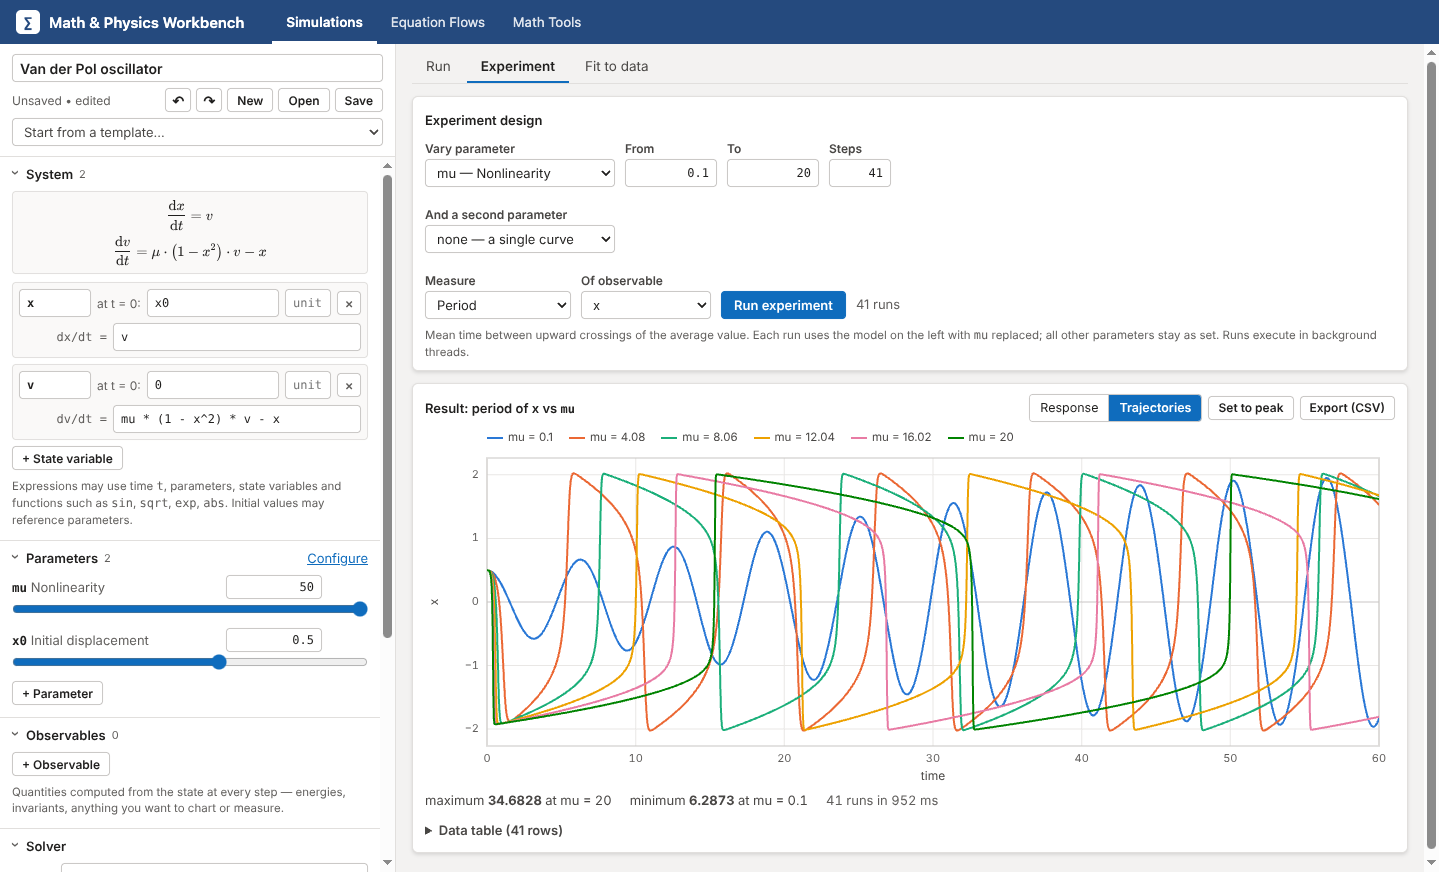 ∑ Math & Physics Workbench Simulations Equation Flows Math Tools
Van der Pol oscillator
Unsaved • edited ↶ ↷ New Open Save
Start from a template...
System 2
dx/dt = v
dv/dt = μ · (1 − x²) · v − x
x at t = 0: x0 unit ×
dx/dt = v
v at t = 0: 0 unit ×
dv/dt = mu * (1 - x^2) * v - x
+ State variable
Expressions may use time t, parameters, state variables and
functions such as sin, sqrt, exp, abs. Initial values may
reference parameters.
Parameters 2 Configure
mu Nonlinearity 50
x0 Initial displacement 0.5
+ Parameter
Observables 0
+ Observable
Quantities computed from the state at every step — energies,
invariants, anything you want to chart or measure.
Solver
Run Experiment Fit to data
Experiment design
Vary parameter From To Steps
mu — Nonlinearity 0.1 20 41
And a second parameter
none — a single curve
Measure Of observable
Period x Run experiment 41 runs
Mean time between upward crossings of the average value. Each run uses the model on the left with mu replaced; all other parameters stay as set. Runs execute in background
threads.
Result: period of x vs mu Response Trajectories Set to peak Export (CSV)
mu = 0.1 mu = 4.08 mu = 8.06 mu = 12.04 mu = 16.02 mu = 20
2
1
0
−1
−2
x
0 10 20 30 40 50 60
time
maximum 34.6828 at mu = 20 minimum 6.2873 at mu = 0.1 41 runs in 952 ms
▶ Data table (41 rows)